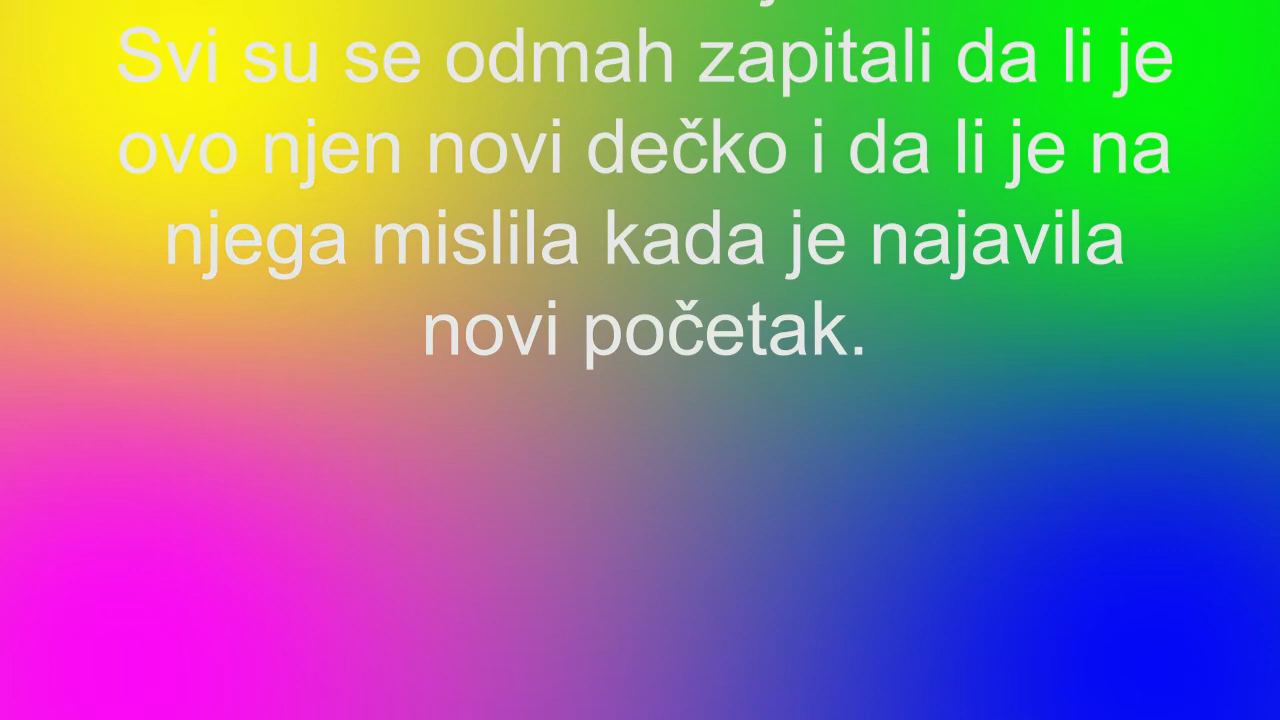 Svi su se odmah zapitali da li je
ovo njen novi dečko i da li je na
njega mislila kada je najavila
novi početak.